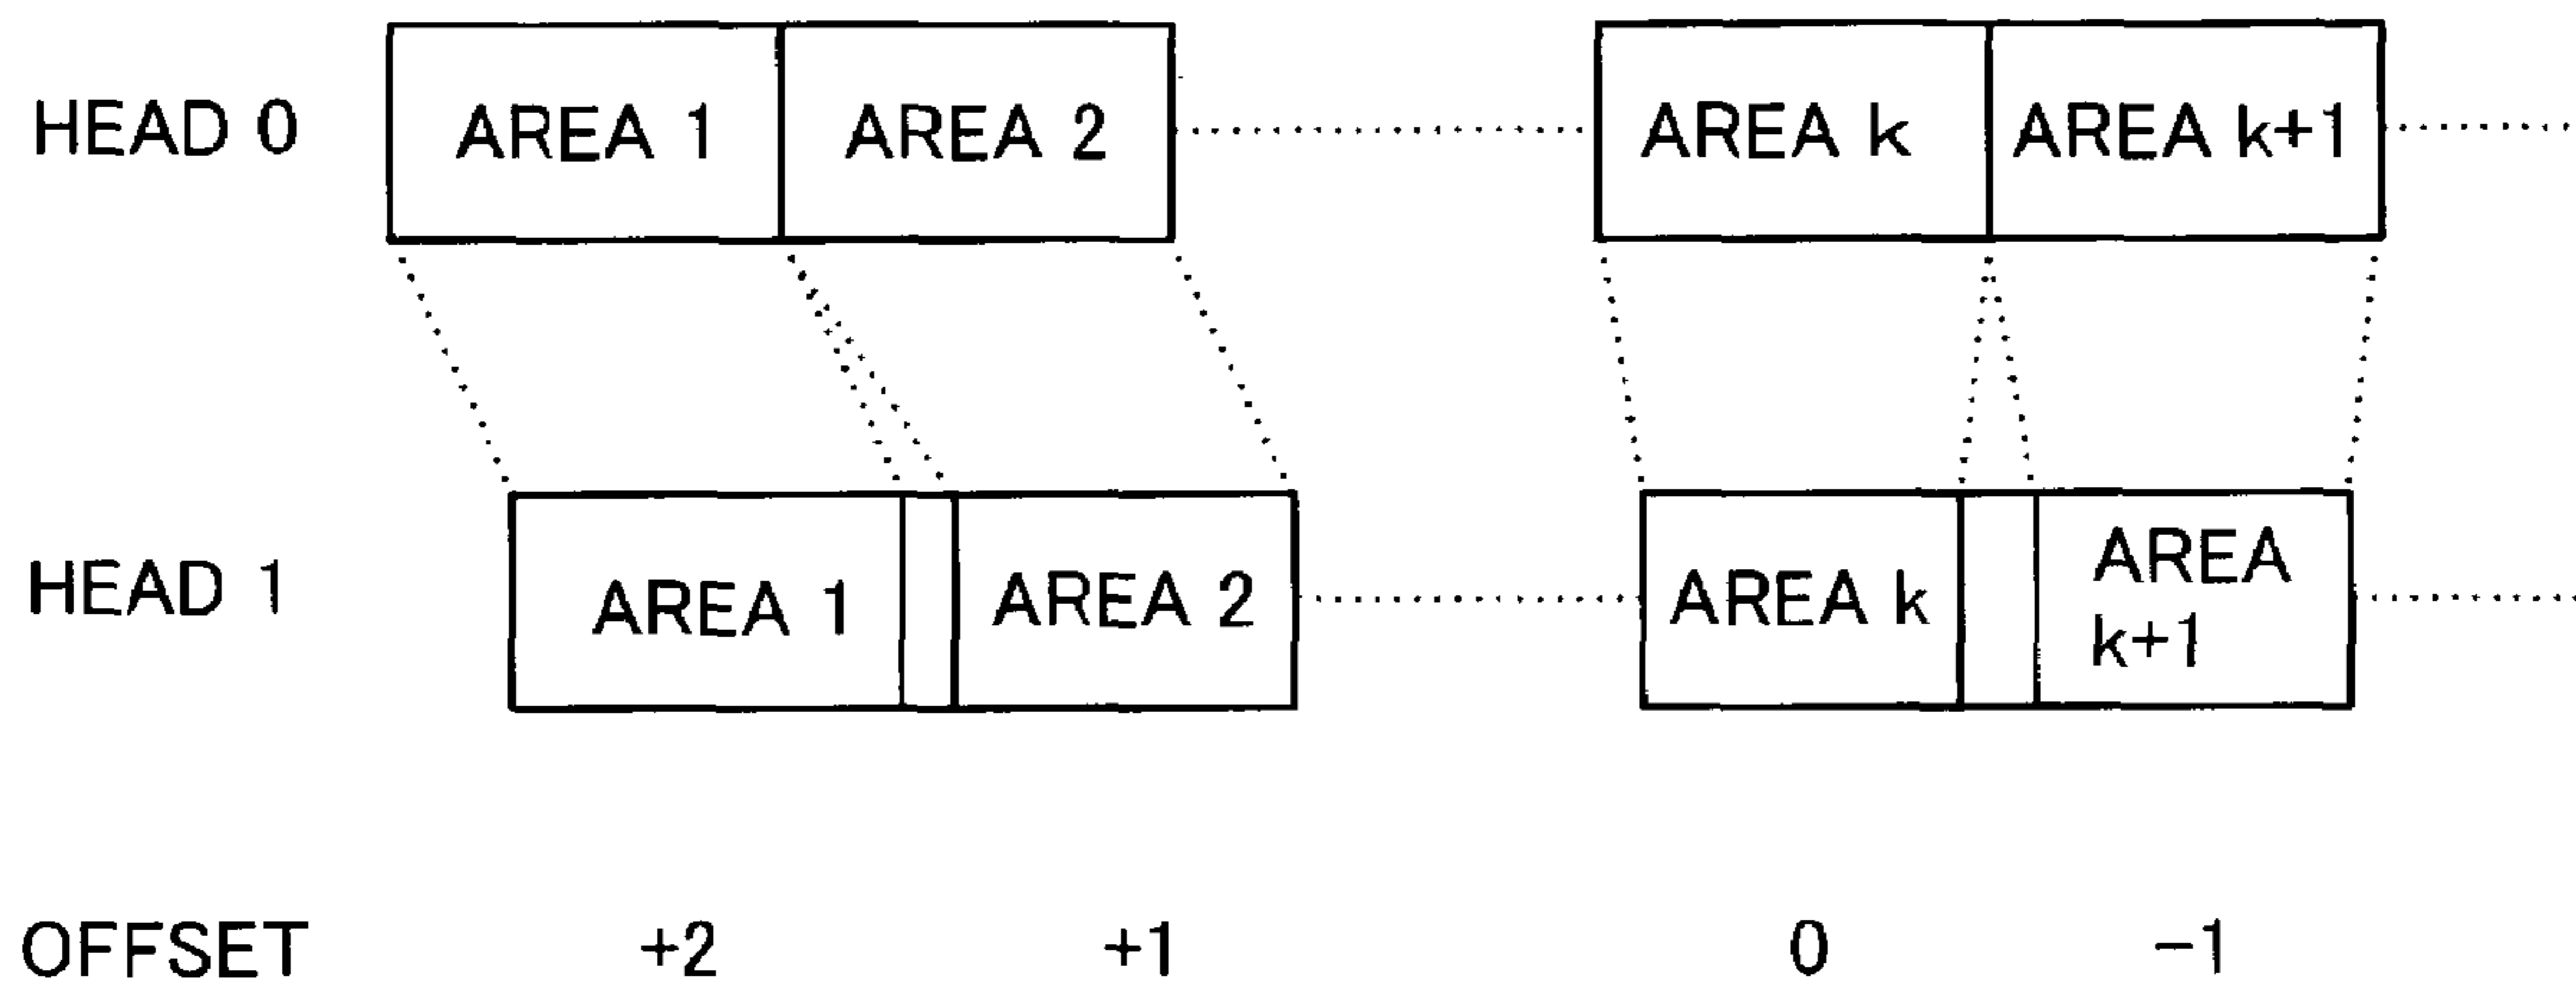 HEAD 0 AREA 1 AREA 2 AREA k AREA k+1
HEAD 1 AREA 1 AREA 2 AREA k AREA
k+1
OFFSET +2 +1 0 -1